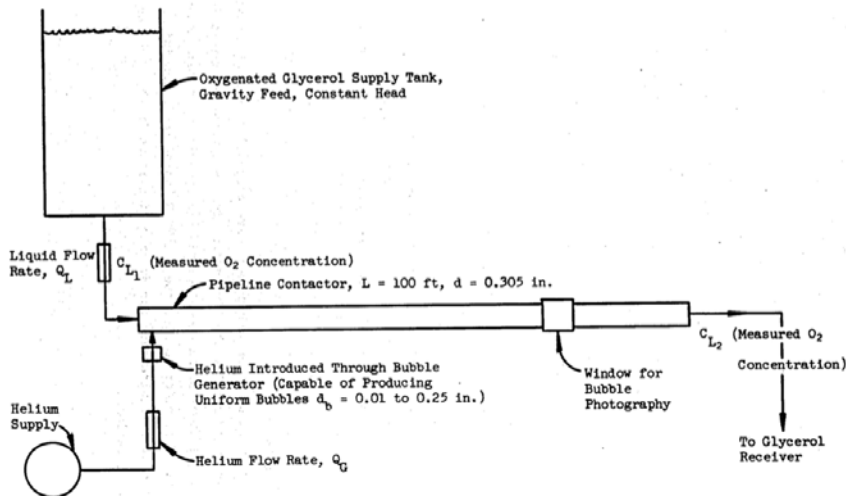 Oxygenated Glycerol Supply Tank,
Gravity Feed, Constant Head
Liquid Flow
Rate, Q_L
C_L1 (Measured O2 Concentration)
Pipeline Contactor, L = 100 ft, d = 0.305 in.
C_L2 (Measured O2
Concentration)
Helium Introduced Through Bubble
Generator (Capable of Producing
Uniform Bubbles d_b = 0.01 to 0.25 in.)
Window for
Bubble
Photography
Helium
Supply
Helium Flow Rate, Q_G
To Glycerol
Receiver